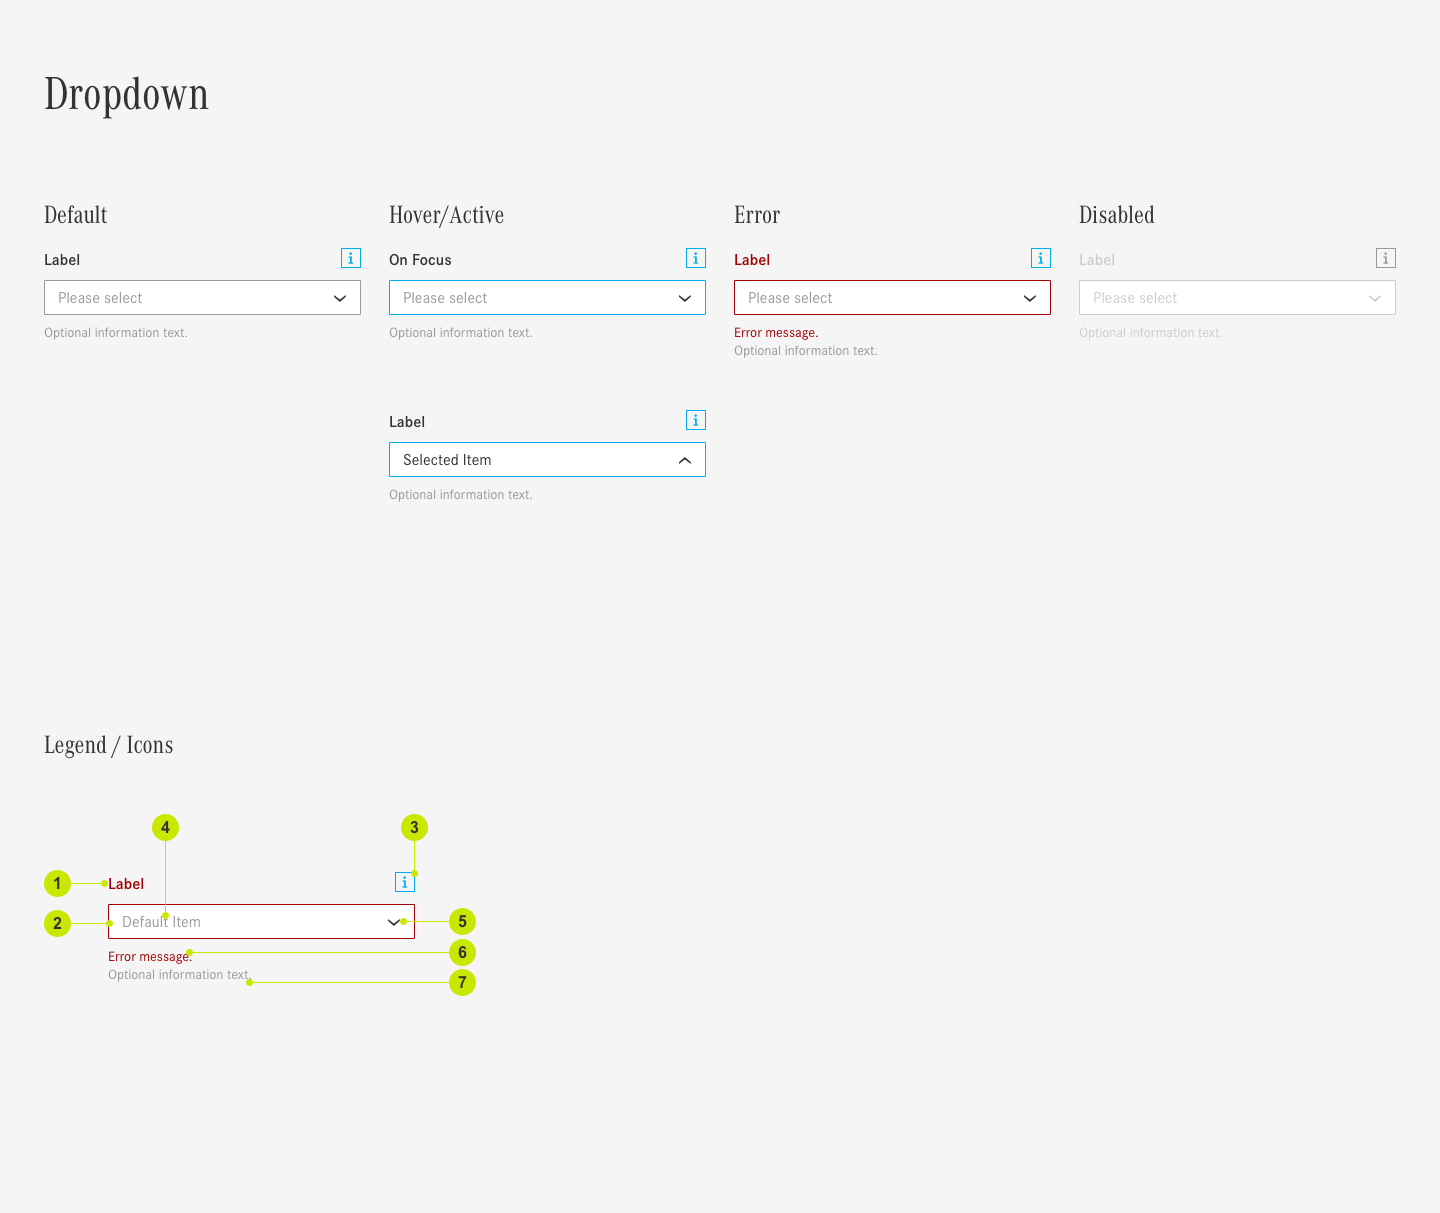 Dropdown
Default
Label
i
Please select
Optional information text.
Hover/Active
On Focus
i
Please select
Optional information text.
Label
i
Selected Item
Optional information text.
Error
Label
i
Please select
Error message.
Optional information text.
Disabled
Label
i
Please select
Optional information text.
Legend / Icons
4
3
1
Label
i
2
Default Item
5
Error message.
6
Optional information text.
7